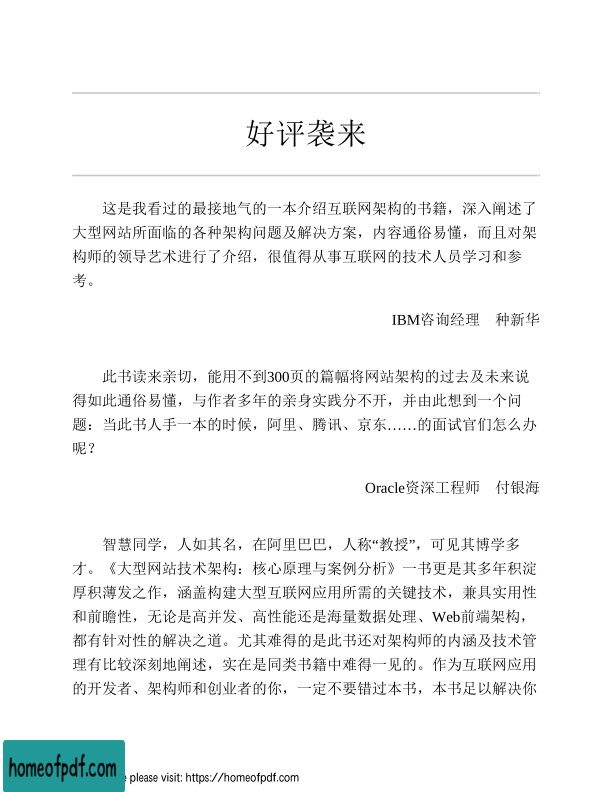 好评袭来
这是我看过的最接地气的一本介绍互联网架构的书籍，深入阐述了
大型网站所面临的各种架构问题及解决方案，内容通俗易懂，而且对架
构师的领导艺术进行了介绍，很值得从事互联网的技术人员学习和参
考。
IBM咨询经理　种新华
此书读来亲切，能用不到300页的篇幅将网站架构的过去及未来说
得如此通俗易懂，与作者多年的亲身实践分不开，并由此想到一个问
题：当此书人手一本的时候，阿里、腾讯、京东……的面试官们怎么办
呢？
Oracle资深工程师　付银海
智慧同学，人如其名，在阿里巴巴，人称“教授”，可见其博学多
才。《大型网站技术架构：核心原理与案例分析》一书更是其多年积淀
厚积薄发之作，涵盖构建大型互联网应用所需的关键技术，兼具实用性
和前瞻性，无论是高并发、高性能还是海量数据处理、Web前端架构，
都有针对性的解决之道。尤其难得的是此书还对架构师的内涵及技术管
理有比较深刻地阐述，实在是同类书籍中难得一见的。作为互联网应用
的开发者、架构师和创业者的你，一定不要错过本书，本书足以解决你
homeofpdf.com
e please visit: https://homeofpdf.com